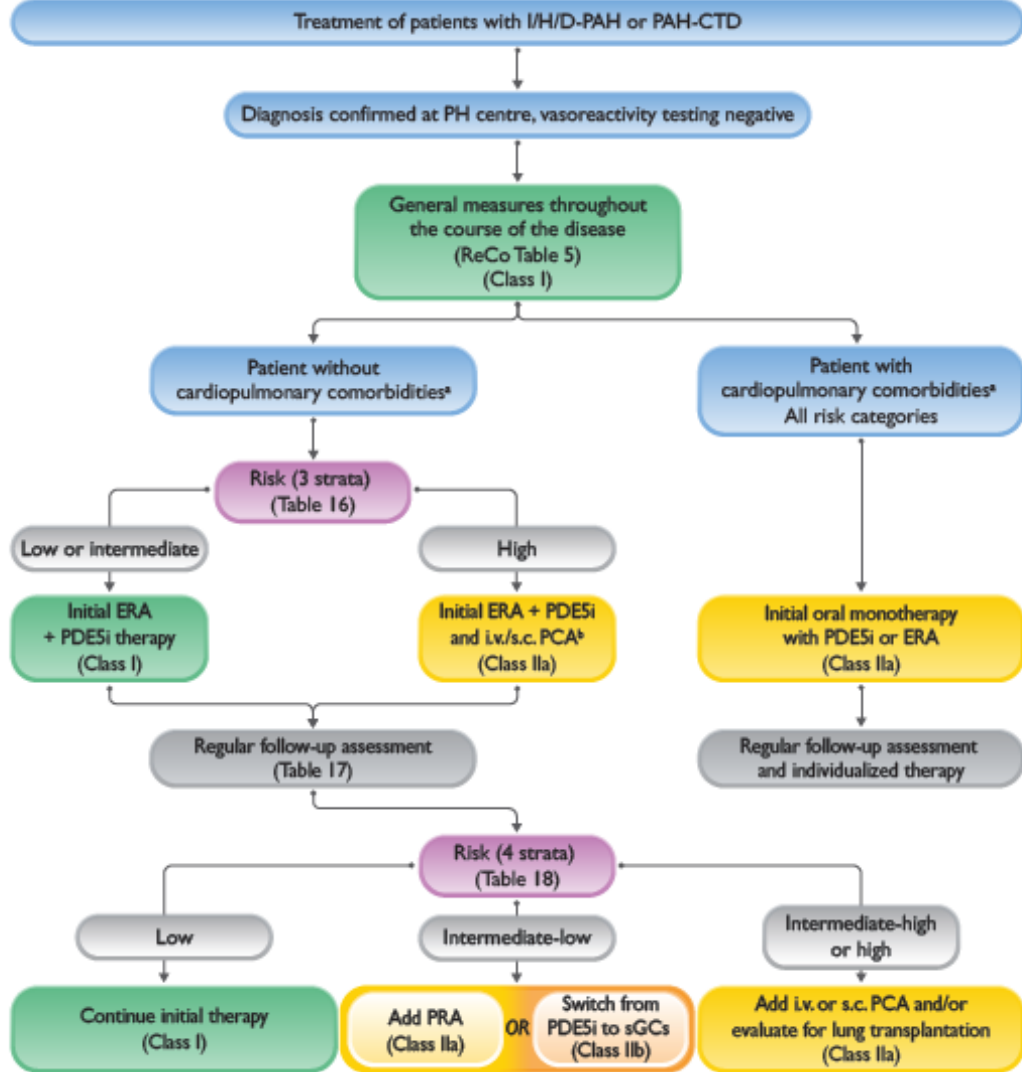 Treatment of patients with I/H/D-PAH or PAH-CTD
Diagnosis confirmed at PH centre, vasoreactivity testing negative
General measures throughout
the course of the disease
(ReCo Table 5)
(Class I)
Patient without
cardiopulmonary comorbiditiesᵃ
Patient with
cardiopulmonary comorbiditiesᵃ
All risk categories
Risk (3 strata)
(Table 16)
Low or intermediate
High
Initial ERA
+ PDE5i therapy
(Class I)
Initial ERA + PDE5i
and i.v./s.c. PCAᵇ
(Class IIa)
Initial oral monotherapy
with PDE5i or ERA
(Class IIa)
Regular follow-up assessment
(Table 17)
Regular follow-up assessment
and individualized therapy
Risk (4 strata)
(Table 18)
Low
Intermediate-low
Intermediate-high
or high
Continue initial therapy
(Class I)
Add PRA
(Class IIa)
OR
Switch from
PDE5i to sGCs
(Class IIb)
Add i.v. or s.c. PCA and/or
evaluate for lung transplantation
(Class IIa)